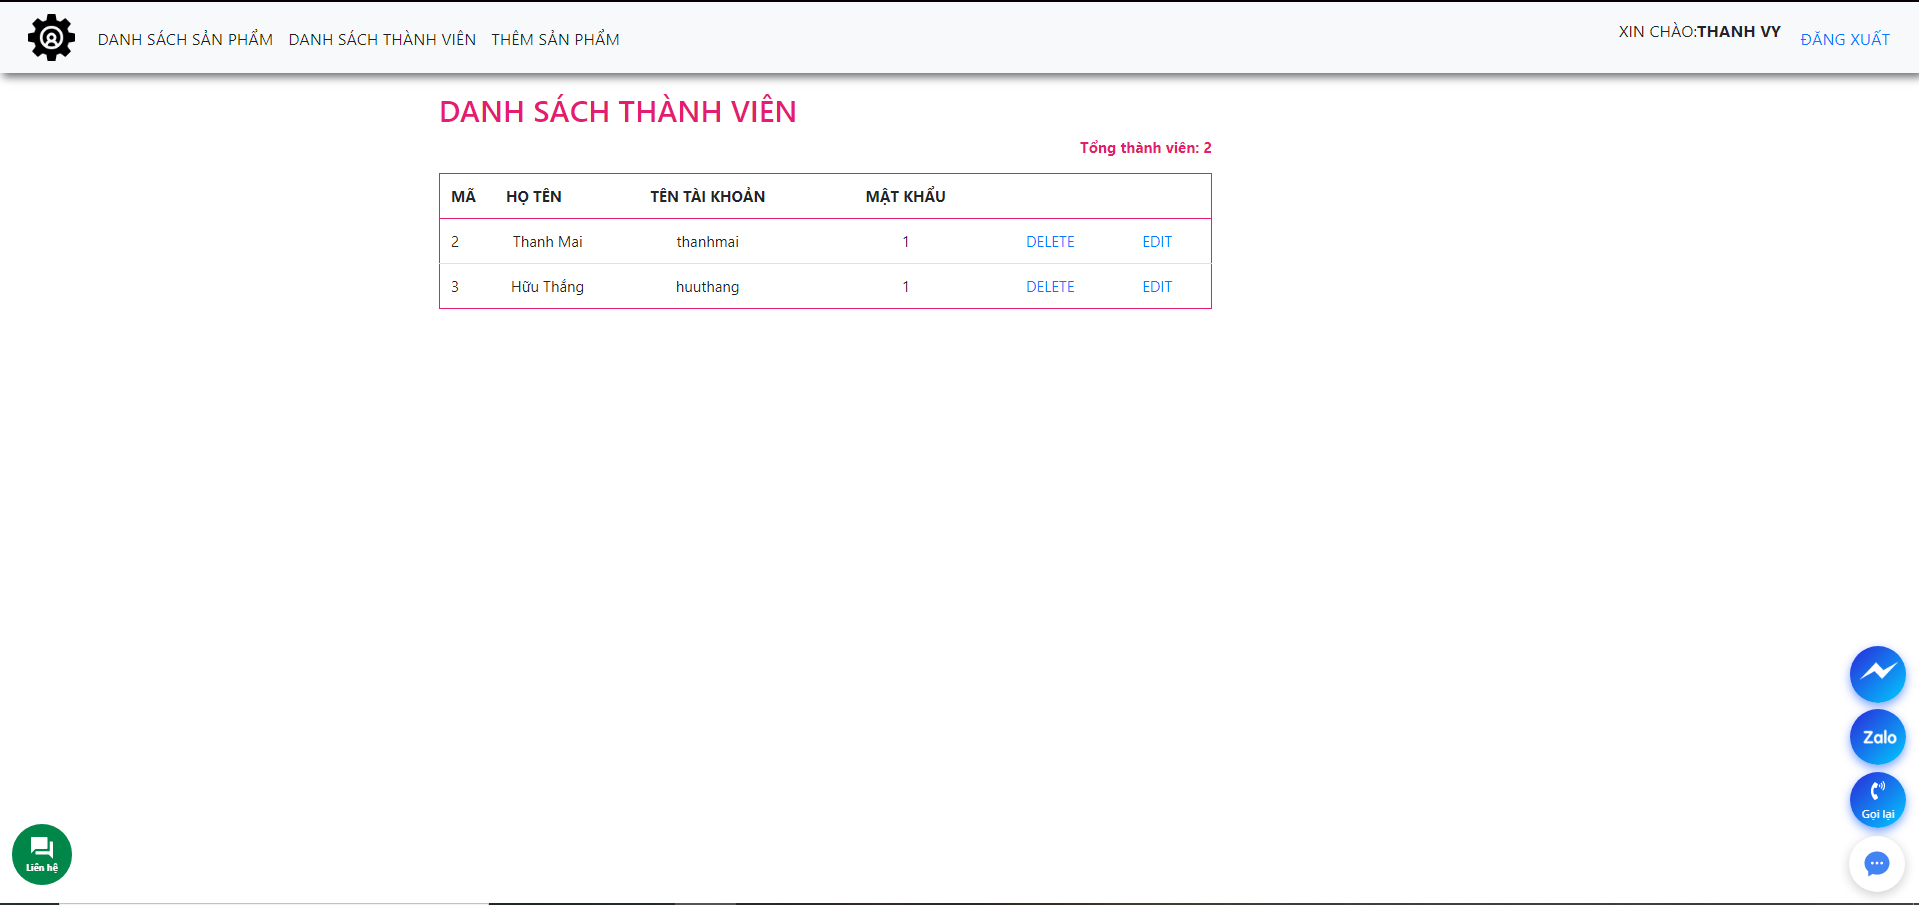 DANH SÁCH SẢN PHẨM DANH SÁCH THÀNH VIÊN THÊM SẢN PHẨM XIN CHÀO:THANH VY ĐĂNG XUẤT
DANH SÁCH THÀNH VIÊN
Tổng thành viên: 2
MÃ HỌ TÊN TÊN TÀI KHOẢN MẬT KHẨU
2 Thanh Mai thanhmai 1 DELETE EDIT
3 Hữu Thắng huuthang 1 DELETE EDIT
Zalo
Gọi lại
Liên hệ